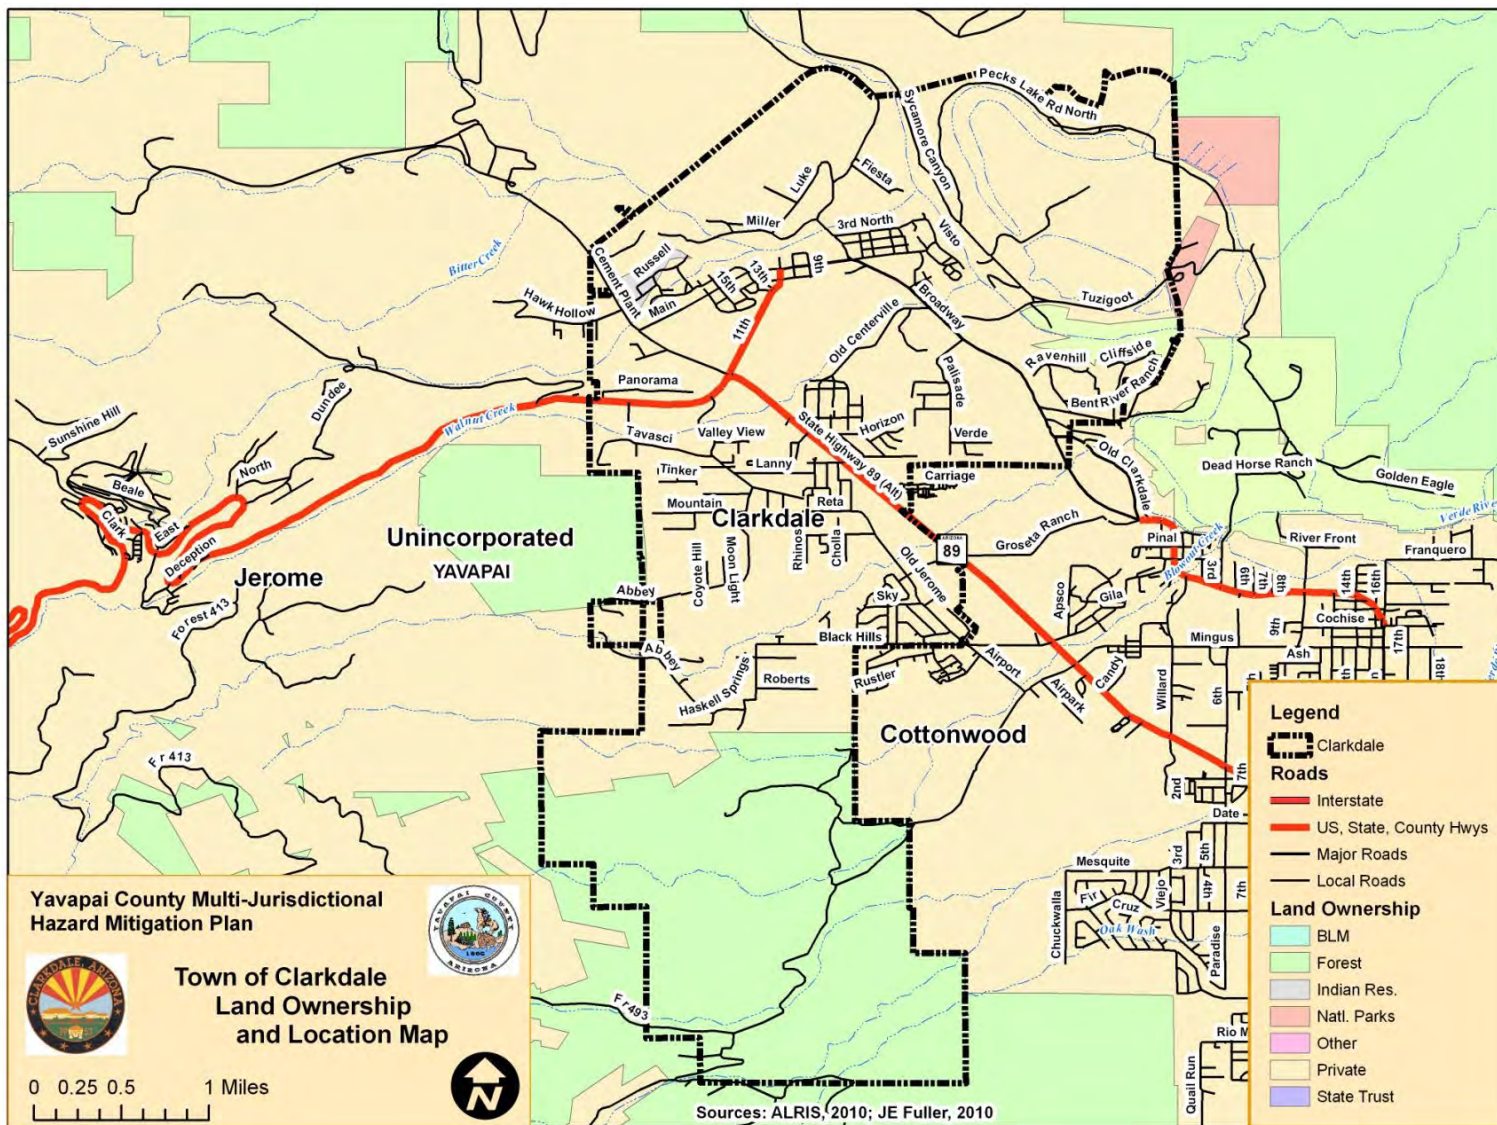 Pecks Lake Rd North
Sycamore Canyon
Luke
Fiesta
Miller
3rd North
Visto
Bitter Creek
Cement Plant
Russell
15th
13th
9th
Hawk Hollow
Main
11th
Old Centerville
Broadway
Tuzigoot
Ravenhill
Cliffside
Palisade
Bent River Ranch
Panorama
Dundee
Walnut Creek
Sunshine Hill
Tavasci
Valley View
Horizon
Verde
State Highway 89 (Alt)
Old Clarkdale
North
Tinker
Lanny
Carriage
Dead Horse Ranch
Golden Eagle
Beale
Clark
East
Deception
Mountain
Reta
Clarkdale
Rhinos
Cholla
Groseta Ranch
Verde River
Unincorporated
YAVAPAI
Jerome
Coyote Hill
Moon Light
ARIZONA
89
Pinal
Blowout Creek
River Front
Franquero
3rd
6th
7th
8th
14th
16th
Forest 413
Abbey
Sky
Old Jerome
Apsco
Gila
Cochise
17th
Abbey
Black Hills
Mingus
9th
Ash
18th
Haskell Springs
Roberts
Rustler
Airport
Airpark
Candy
Willard
6th
Cottonwood
Fr 413
2nd
7th
Date
Mesquite
3rd
5th
Chuckwalla
Fir
Cruz
Viejo
4th
7th
Oak Wash
Paradise
Fr 493
Rio M
Quail Run
Legend
Clarkdale
Roads
Interstate
US, State, County Hwys
Major Roads
Local Roads
Land Ownership
BLM
Forest
Indian Res.
Natl. Parks
Other
Private
State Trust
Yavapai County Multi-Jurisdictional
Hazard Mitigation Plan
YAVAPAI COUNTY
ARIZONA
CLARKDALE, ARIZONA
Town of Clarkdale
Land Ownership
and Location Map
0 0.25 0.5 1 Miles
N
Sources: ALRIS, 2010; JE Fuller, 2010